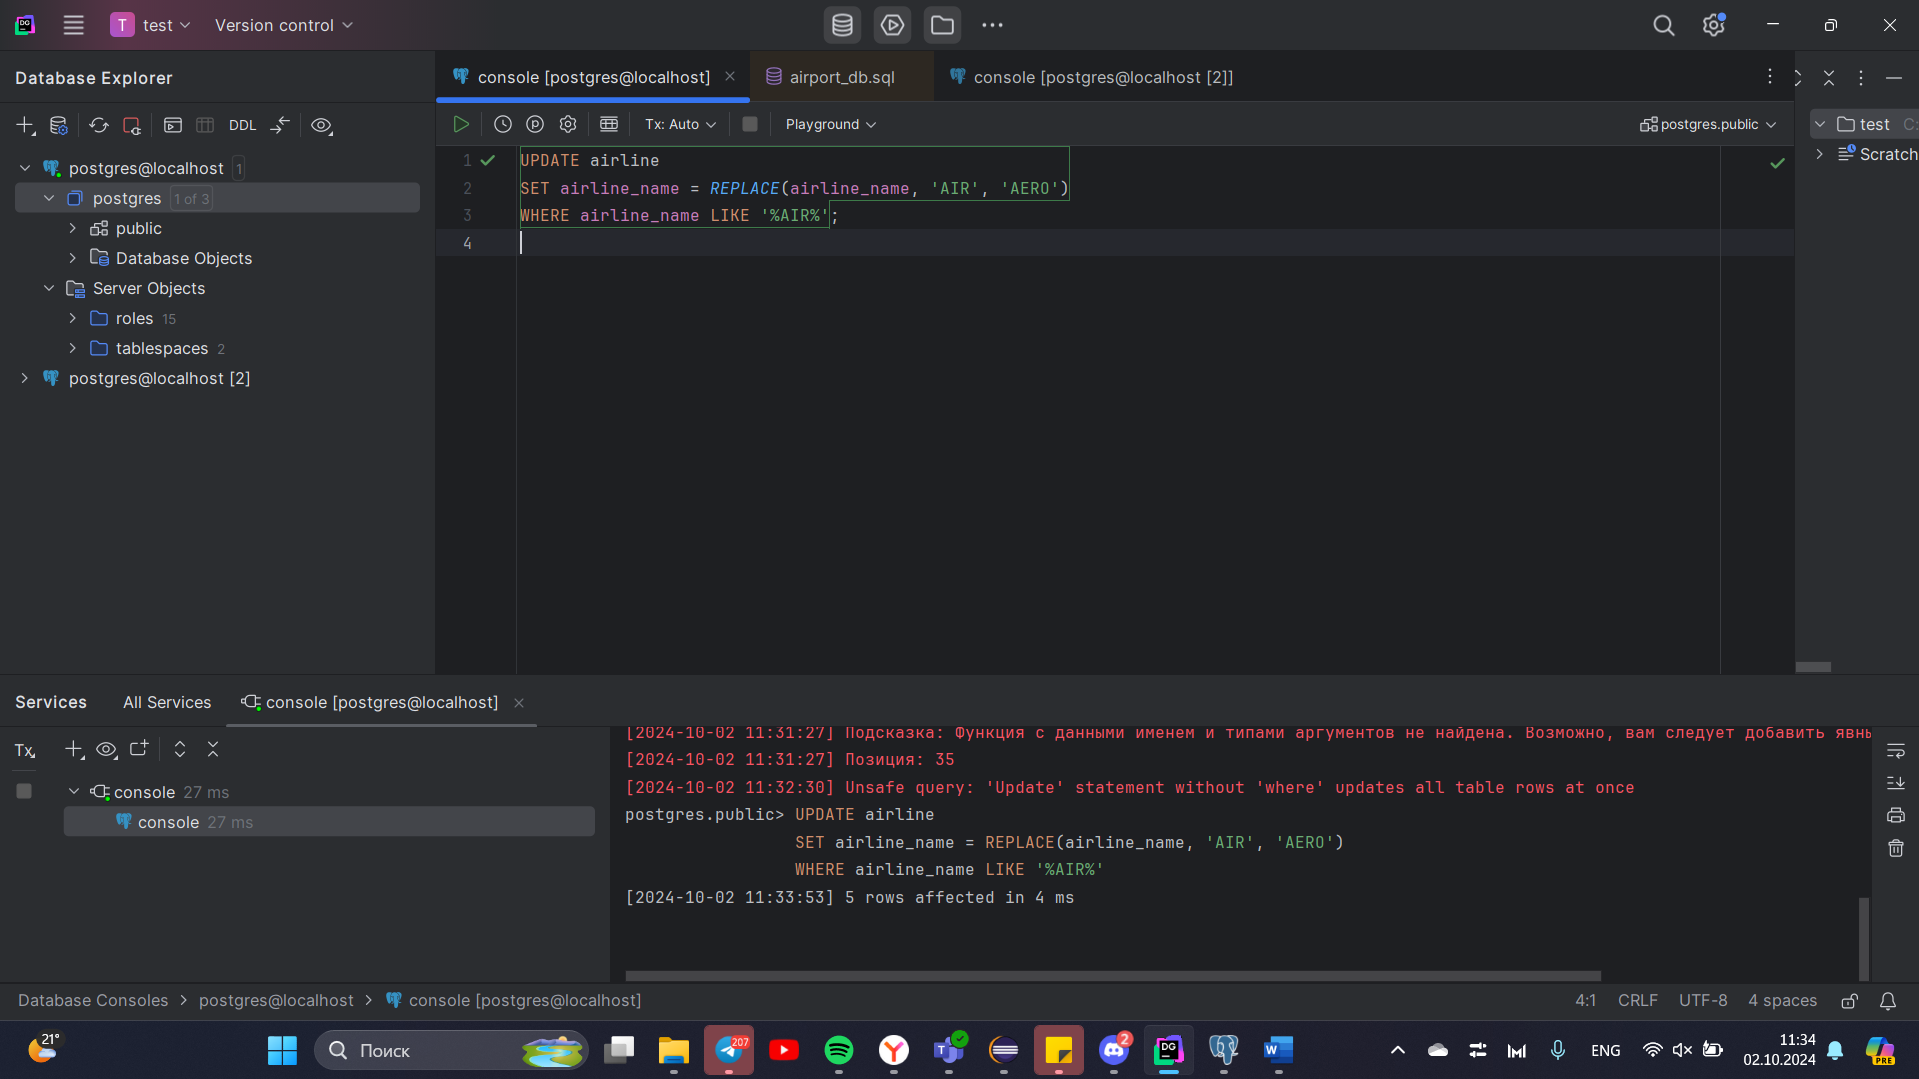 T test Version control
Database Explorer
DDL
postgres@localhost 1
postgres 1 of 3
public
Database Objects
Server Objects
roles 15
tablespaces 2
postgres@localhost [2]
console [postgres@localhost]
airport_db.sql
console [postgres@localhost [2]]
Tx: Auto Playground postgres.public
1 UPDATE airline
2 SET airline_name = REPLACE(airline_name, 'AIR', 'AERO')
3 WHERE airline_name LIKE '%AIR%';
4
test C:
Scratch
Services All Services console [postgres@localhost]
Tx
console 27 ms
console 27 ms
[2024-10-02 11:31:27] Подсказка: Функция с данными именем и типами аргументов не найдена. Возможно, вам следует добавить явны
[2024-10-02 11:31:27] Позиция: 35
[2024-10-02 11:32:30] Unsafe query: 'Update' statement without 'where' updates all table rows at once
postgres.public> UPDATE airline
SET airline_name = REPLACE(airline_name, 'AIR', 'AERO')
WHERE airline_name LIKE '%AIR%'
[2024-10-02 11:33:53] 5 rows affected in 4 ms
Database Consoles > postgres@localhost > console [postgres@localhost]
4:1 CRLF UTF-8 4 spaces
21°
Поиск
207
2
DG
ENG
11:34
02.10.2024
PRE